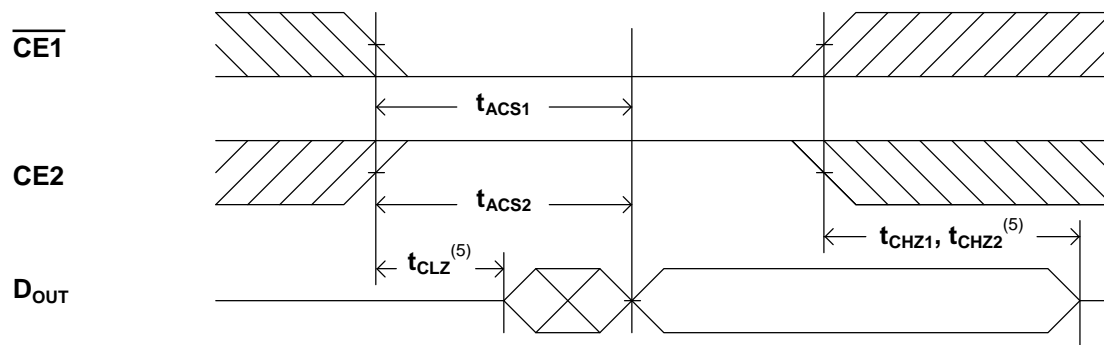 CE1
tACS1
CE2
tACS2
tCHZ1, tCHZ2(5)
tCLZ(5)
DOUT